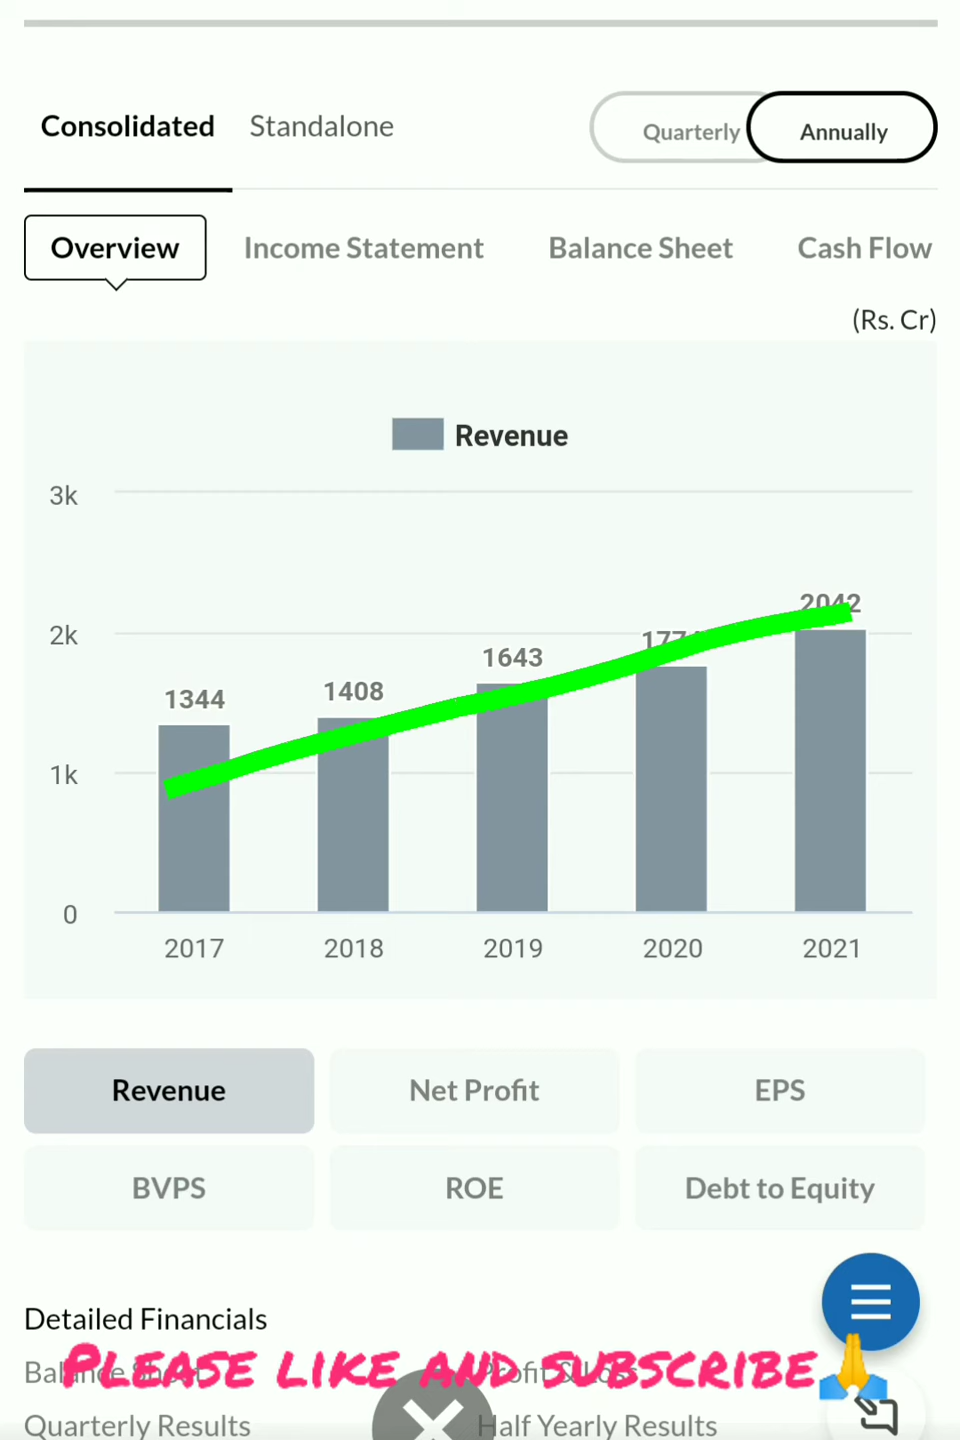 Consolidated Standalone Quarterly Annually
Overview Income Statement Balance Sheet Cash Flow
(Rs. Cr)
Revenue
3k
2k
1k
0
1344 1408 1643 2042
2017 2018 2019 2020 2021
Revenue Net Profit EPS
BVPS ROE Debt to Equity
Detailed Financials
PLEASE LIKE AND SUBSCRIBE🙏
Quarterly Results Half Yearly Results